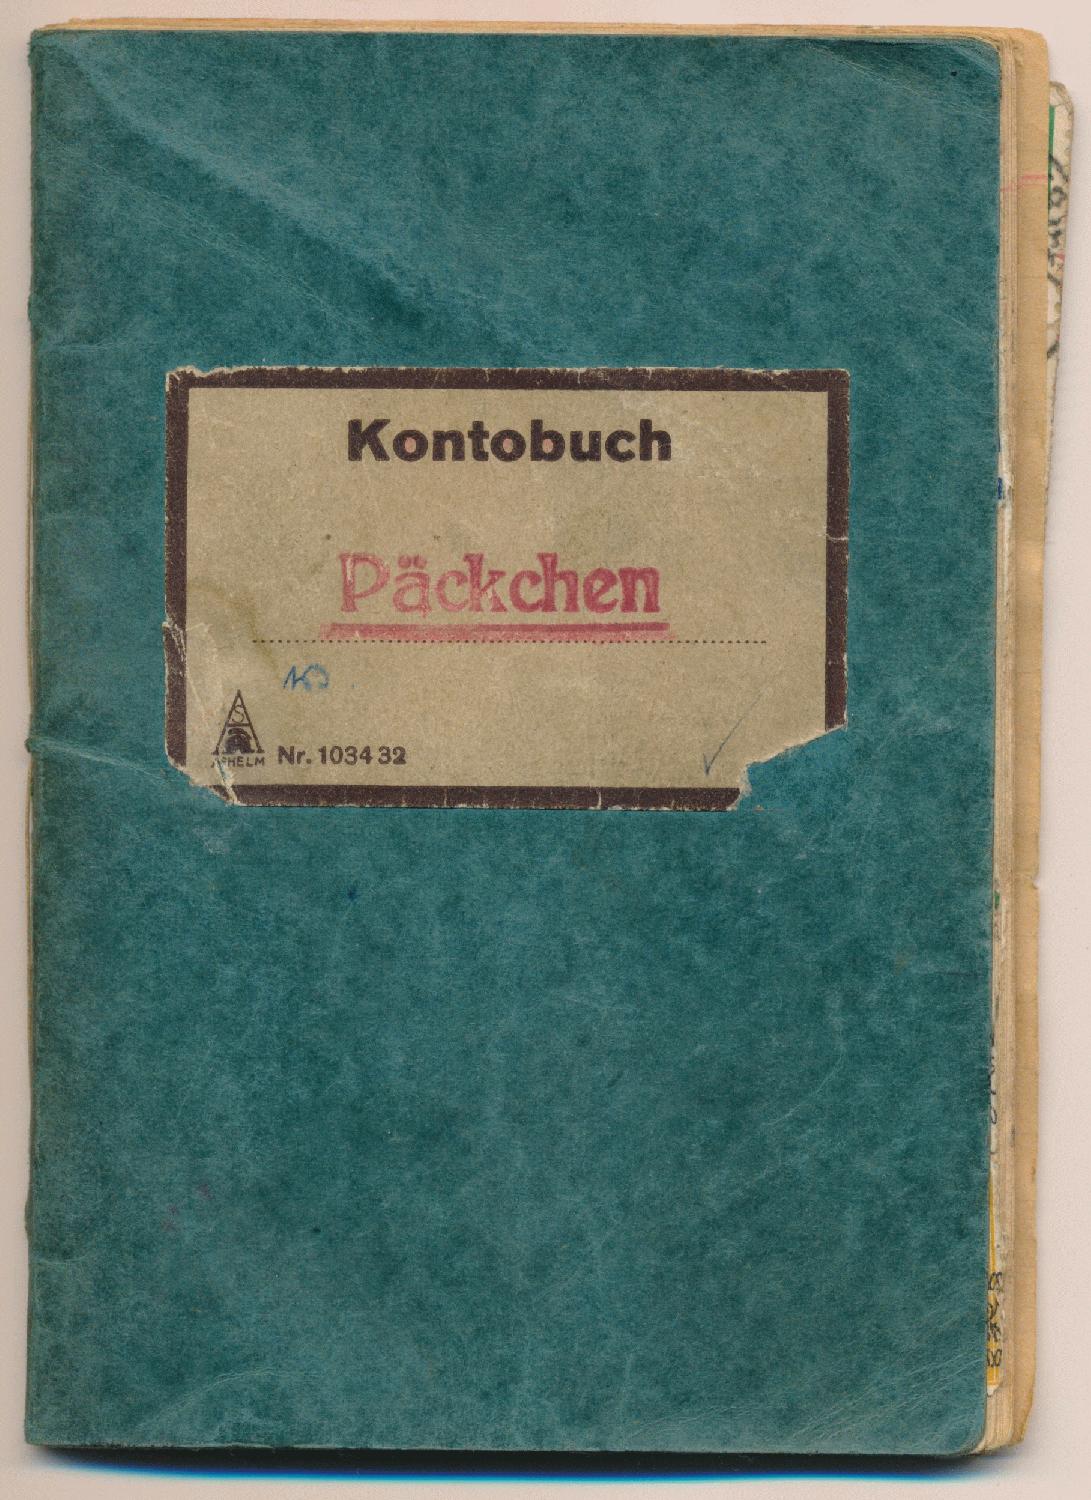 Kontobuch
Päckchen
Nr. 1034 32